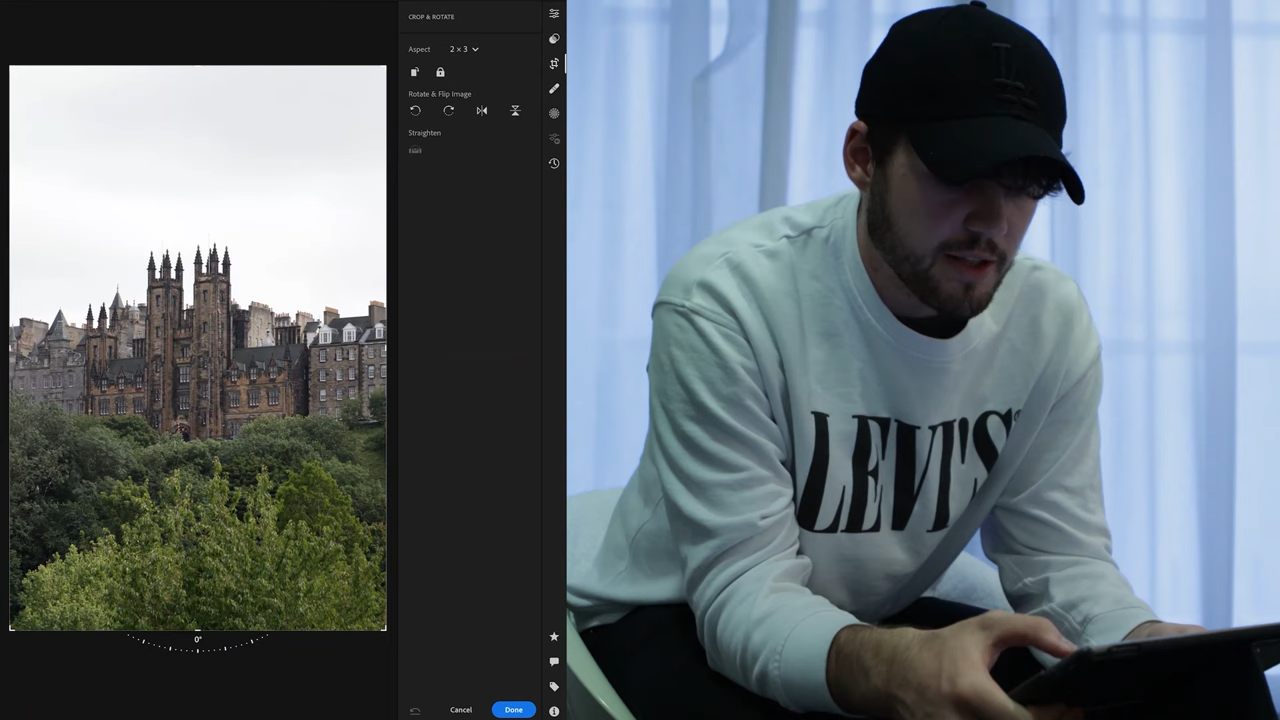 CROP & ROTATE
Aspect 2 × 3
Rotate & Flip Image
Straighten
0°
Cancel Done
LEVI'S®